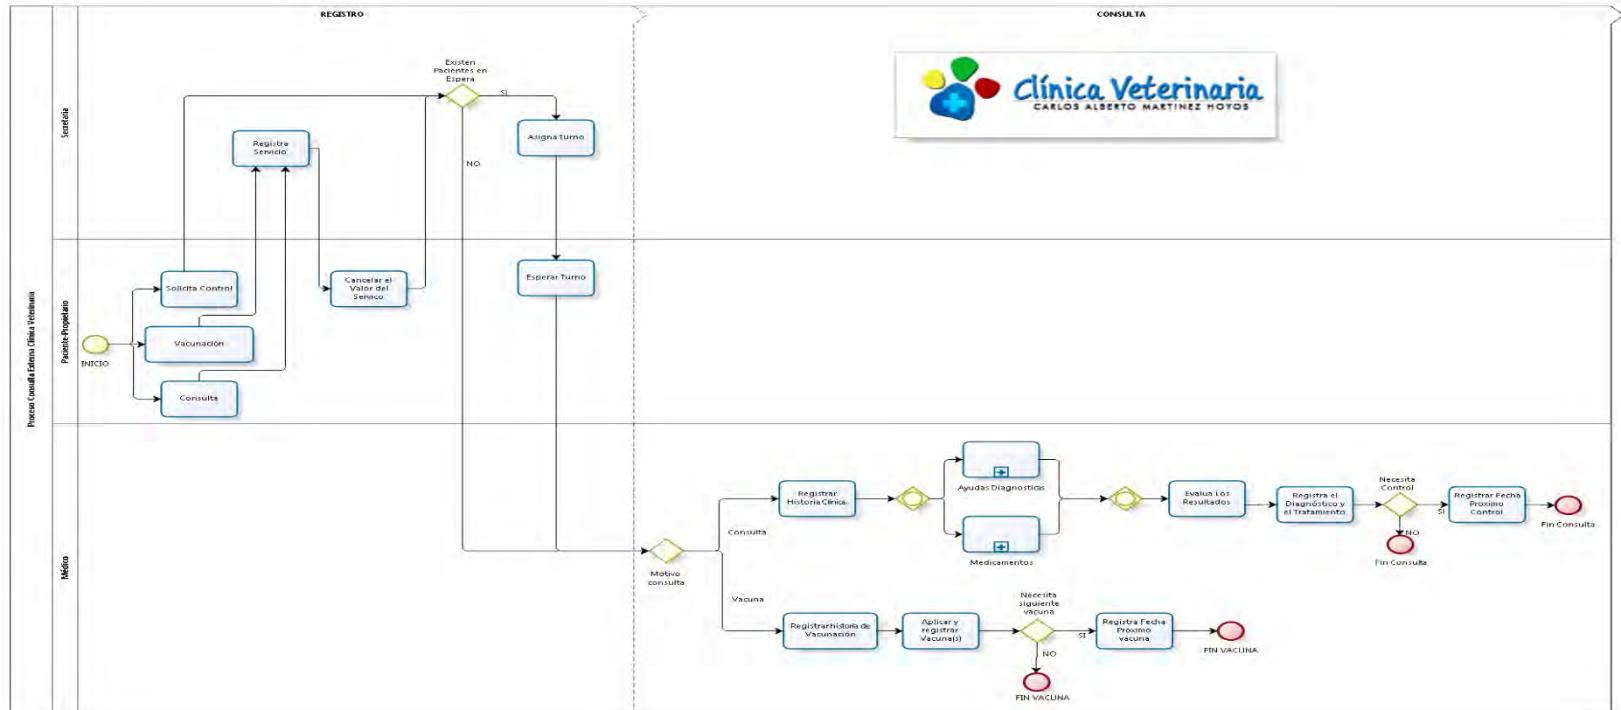 REGISTRO
CONSULTA
Proceso Consulta Externa Clínica Veterinaria
Secretaria
Existen
Pacientes en
Espera
SI
NO
Registra
Servicio
Asigna Turno
Clínica Veterinaria
CARLOS ALBERTO MARTINEZ HOYOS
Paciente-Propietario
INICIO
Solicita Control
Vacunación
Consulta
Cancelar el
Valor del
Servico
Esperar Turno
Médico
Motivo
consulta
Consulta
Registrar
Historia Clínica.
Ayudas Diagnosticas
Medicamentos
Evalua Los
Resultados
Registra el
Diagnóstico y
el Tratamiento
Necesita
Control
SI
NO
Fin Consulta
Registrar Fecha
Proximo
Control
Fin Consulta
Vacuna
Registrar historia de
Vacunación
Aplicar y
registrar
Vacuna(s)
Necesita
siguiente
vacuna
SI
NO
FIN VACUNA
Registra Fecha
Proximo
vacuna
FIN VACUNA